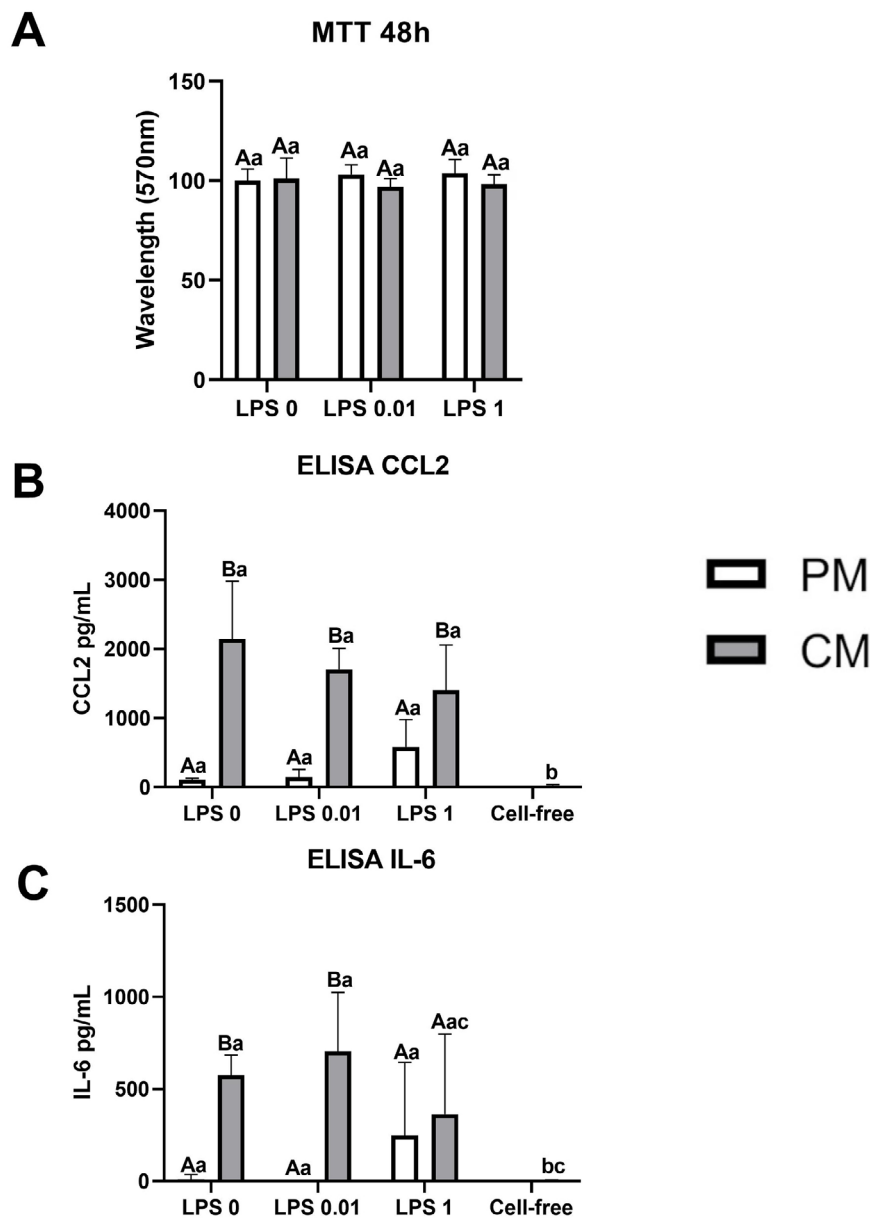 A
MTT 48h
Wavelength (570nm)
150
100
50
0
Aa Aa Aa Aa Aa Aa
LPS 0 LPS 0.01 LPS 1
B
ELISA CCL2
CCL2 pg/mL
4000
3000
2000
1000
0
Aa Ba Aa Ba Aa Ba b
LPS 0 LPS 0.01 LPS 1 Cell-free
PM
CM
C
ELISA IL-6
IL-6 pg/mL
1500
1000
500
0
Aa Ba Aa Ba Aa Aac bc
LPS 0 LPS 0.01 LPS 1 Cell-free